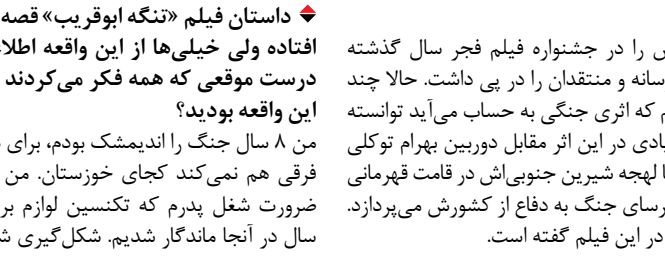 ◆ داستان فیلم «تنگه ابوقریب» قصه
افتاده ولی خیلی‌ها از این واقعه
درست موقعی که همه فکر می‌کردند
این واقعه بودید؟
من ۸ سال جنگ را اندیمشک بودم، برای
فرقی هم نمی‌کند کجای خوزستان. من
ضرورت شغل پدرم که تکنسین لوازم
سال در آنجا ماندگار شدیم. شکل‌گیری
را در جشنواره فیلم فجر سال گذشته
و منتقدان را در پی داشت. حالا چند
که اثری جنگی به حساب می‌آید توانسته
در این اثر مقابل دوربین بهرام توکلی
لهجه شیرین جنوبی‌اش در قامت قهرمانی
جنگ به دفاع از کشورش می‌پردازد.
در این فیلم گفته است.